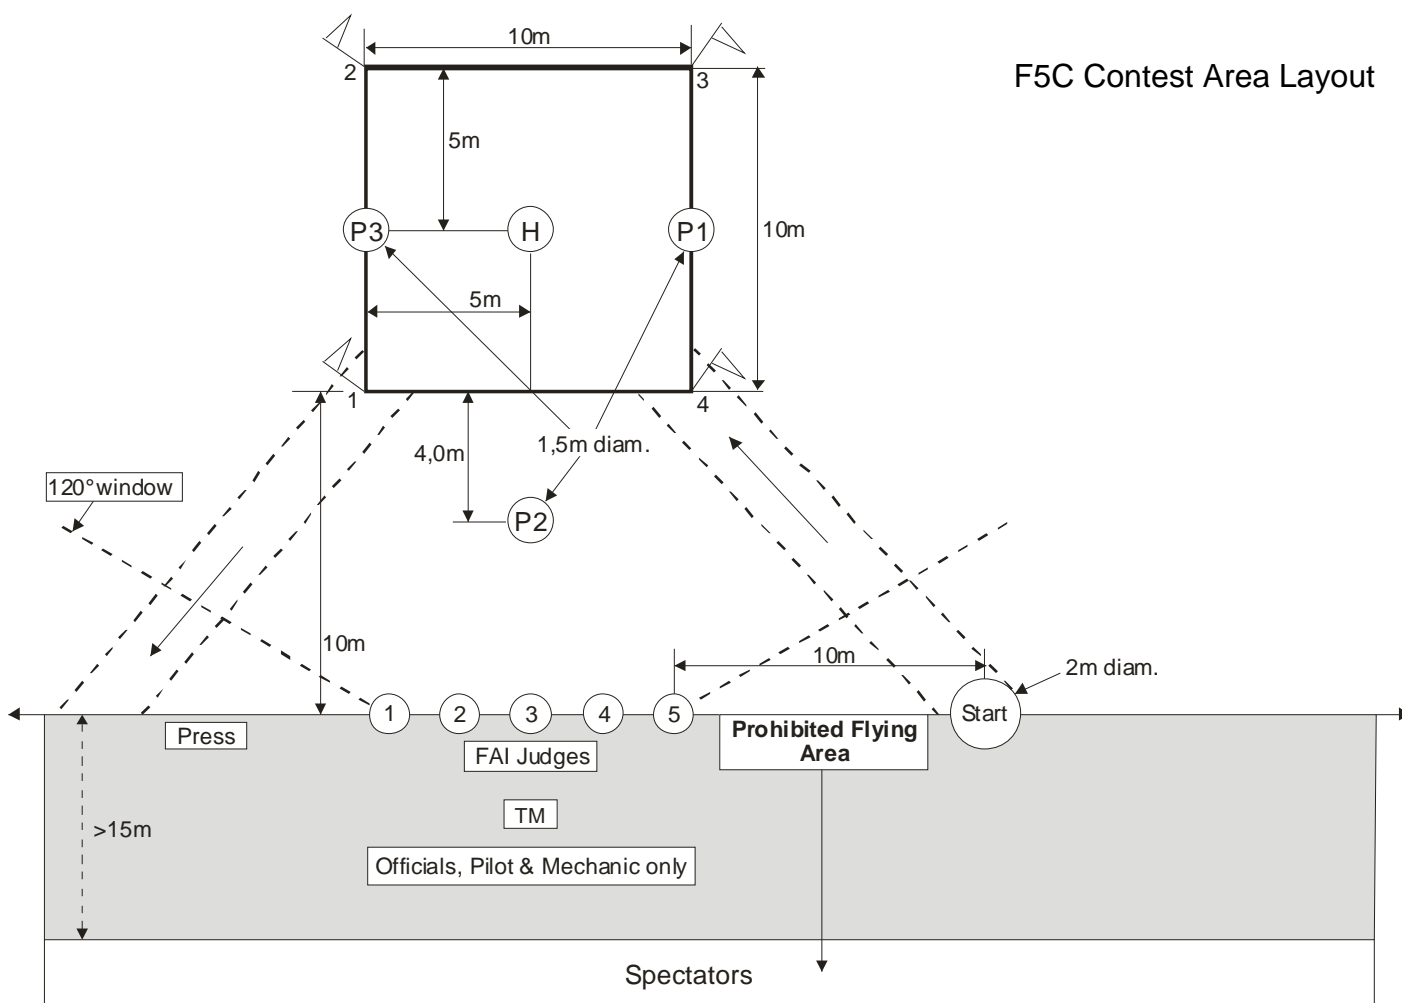 10m
F5C Contest Area Layout
2
3
5m
P3
H
P1
10m
5m
1
4
4,0m
1,5m diam.
120°window
P2
10m
10m
2m diam.
1
2
3
4
5
Start
Press
FAI Judges
Prohibited Flying
Area
TM
>15m
Officials, Pilot & Mechanic only
Spectators